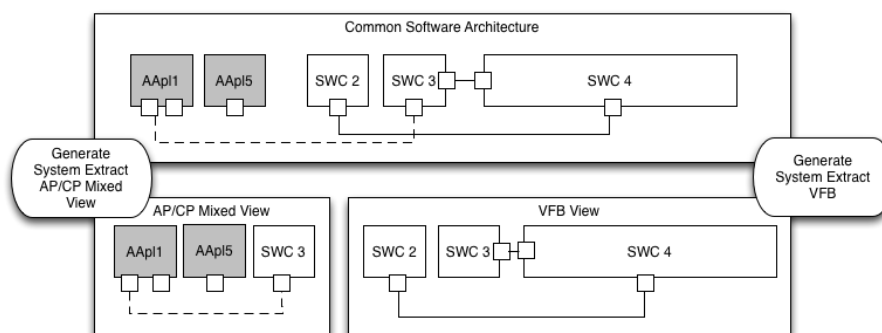 Common Software Architecture
AApl1
AApl5
SWC 2
SWC 3
SWC 4
Generate
System Extract
AP/CP Mixed
View
Generate
System Extract
VFB
AP/CP Mixed View
VFB View
AApl1
AApl5
SWC 3
SWC 2
SWC 3
SWC 4